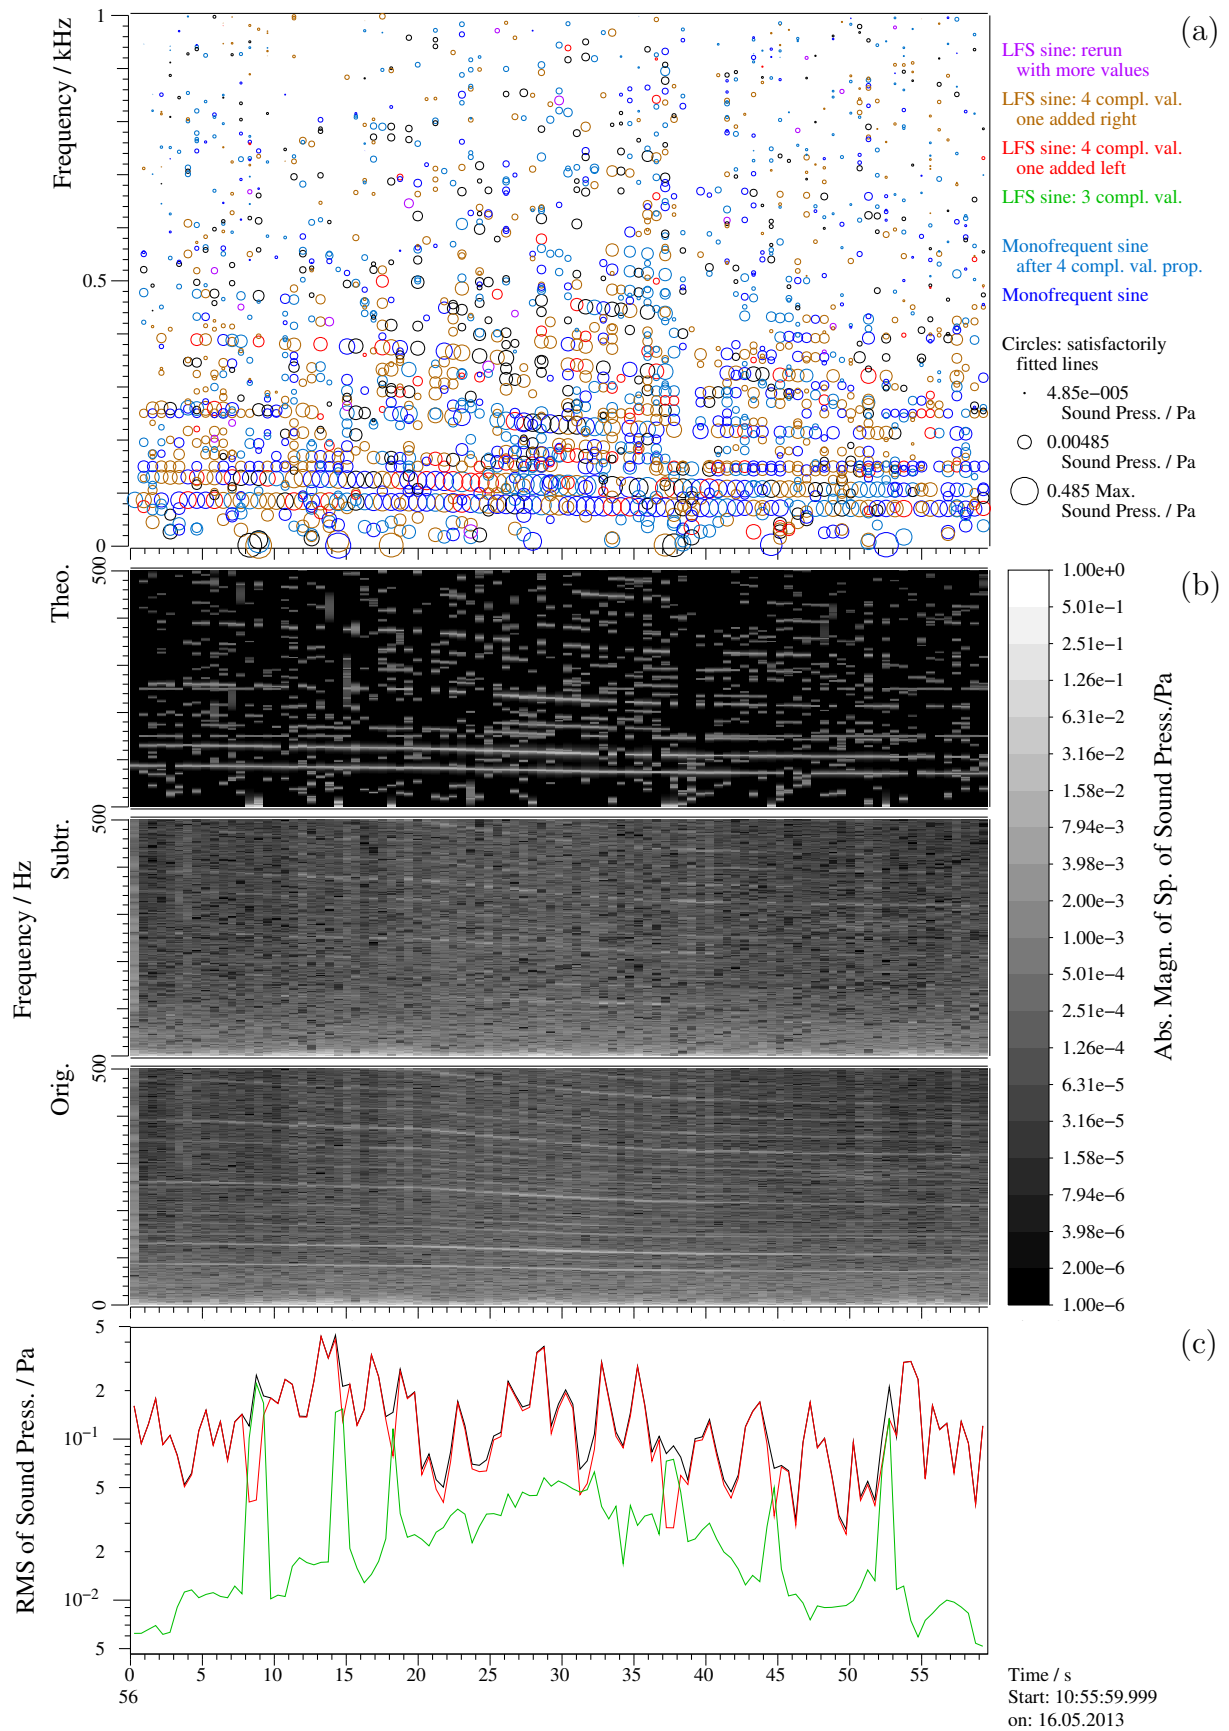 1
Frequency / kHz
0.5
0
(a)
LFS sine: rerun
with more values
LFS sine: 4 compl. val.
one added right
LFS sine: 4 compl. val.
one added left
LFS sine: 3 compl. val.
Monofrequent sine
after 4 compl. val. prop.
Monofrequent sine
Circles: satisfactorily
fitted lines
4.85e−005
Sound Press. / Pa
0.00485
Sound Press. / Pa
0.485 Max.
Sound Press. / Pa
(b)
500
Theo.
500
Subtr.
Frequency / Hz
500
Orig.
0
1.00e+0
5.01e−1
2.51e−1
1.26e−1
6.31e−2
3.16e−2
1.58e−2
7.94e−3
3.98e−3
2.00e−3
1.00e−3
5.01e−4
2.51e−4
1.26e−4
6.31e−5
3.16e−5
1.58e−5
7.94e−6
3.98e−6
2.00e−6
1.00e−6
Abs. Magn. of Sp. of Sound Press./Pa
(c)
RMS of Sound Press. / Pa
5
2
10−1
5
2
10−2
5
0 5 10 15 20 25 30 35 40 45 50 55
56
Time / s
Start: 10:55:59.999
on: 16.05.2013